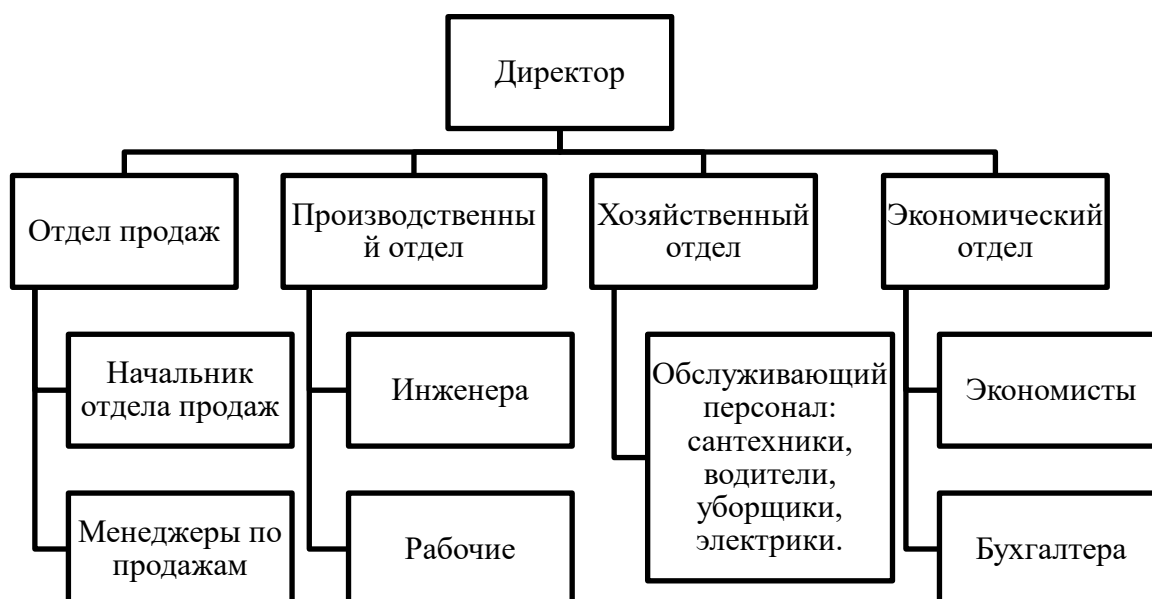 Директор
Отдел продаж
Производственны
й отдел
Хозяйственный
отдел
Экономический
отдел
Начальник
отдела продаж
Менеджеры по
продажам
Инженера
Рабочие
Обслуживающий
персонал:
сантехники,
водители,
уборщики,
электрики.
Экономисты
Бухгалтера